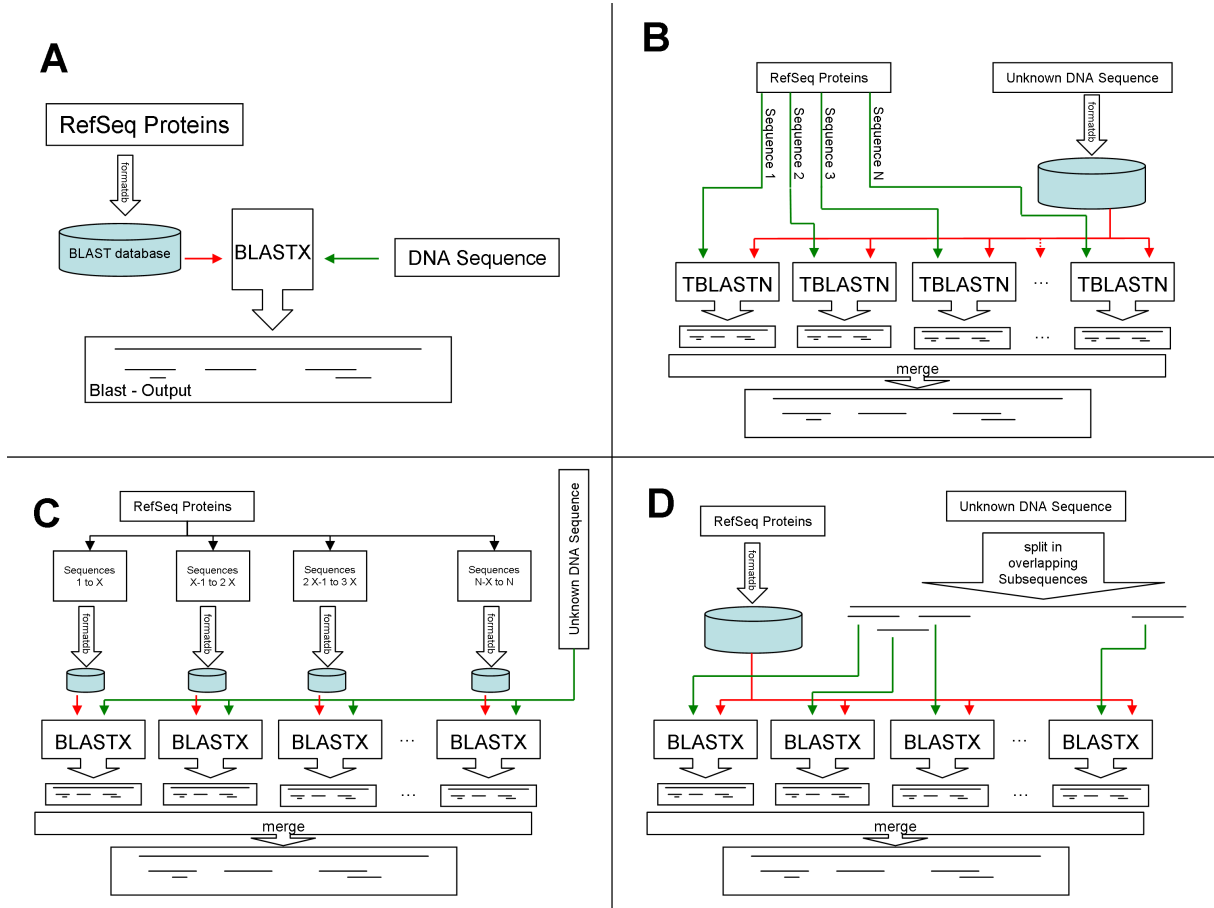 A
RefSeq Proteins
formatdb
BLAST database
BLASTX
DNA Sequence
Blast - Output
B
RefSeq Proteins
Unknown DNA Sequence
Sequence 1
Sequence 2
Sequence 3
Sequence N
formatdb
TBLASTN
TBLASTN
TBLASTN
...
TBLASTN
...
merge
C
RefSeq Proteins
Unknown DNA Sequence
Sequences
1 to X
Sequences
X-1 to 2 X
Sequences
2 X-1 to 3 X
Sequences
N-X to N
formatdb
formatdb
formatdb
formatdb
BLASTX
BLASTX
BLASTX
...
BLASTX
...
merge
D
RefSeq Proteins
Unknown DNA Sequence
formatdb
split in
overlapping
Subsequences
BLASTX
BLASTX
BLASTX
...
BLASTX
...
merge